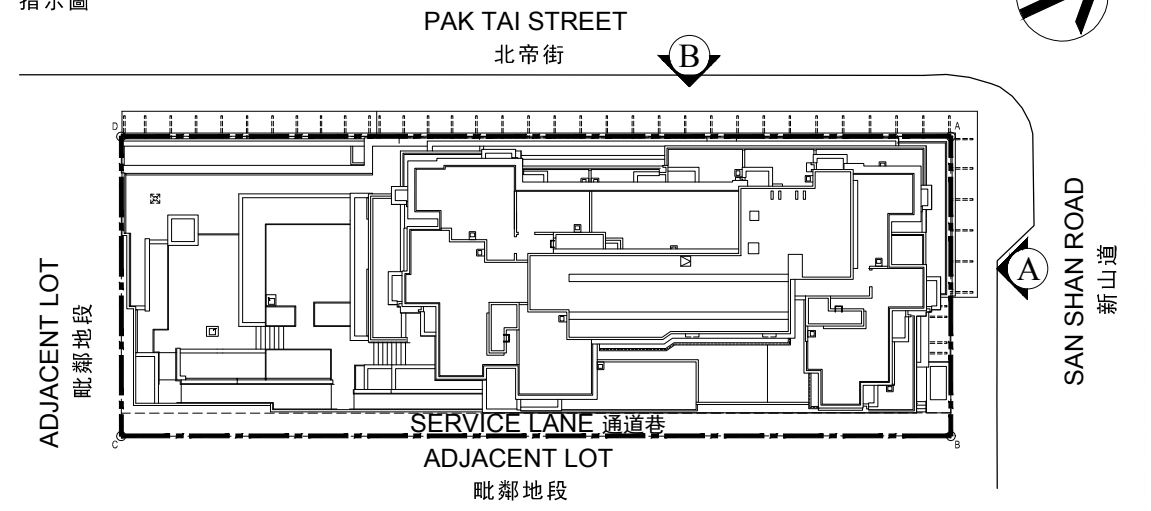 指示圖
PAK TAI STREET
北帝街
B
D
A
SAN SHAN ROAD
新山道
A
ADJACENT LOT
毗鄰地段
SERVICE LANE 通道巷
C
B
ADJACENT LOT
毗鄰地段